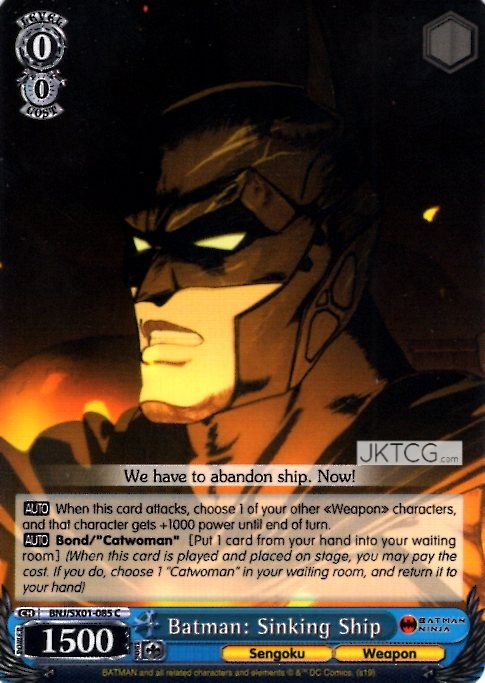 LEVEL
0
0
COST
JKTCG.com
We have to abandon ship. Now!
AUTO When this card attacks, choose 1 of your other «Weapon» characters,
and that character gets +1000 power until end of turn.
AUTO Bond/"Catwoman" [Put 1 card from your hand into your waiting
room] (When this card is played and placed on stage, you may pay the
cost. If you do, choose 1 "Catwoman" in your waiting room, and return it to
your hand)
CH BNJ/SX01-085 C
POWER 1500 SOUL Batman: Sinking Ship BATMAN NINJA
Sengoku Weapon
BATMAN and all related characters and elements © & ™ DC Comics. (s19)